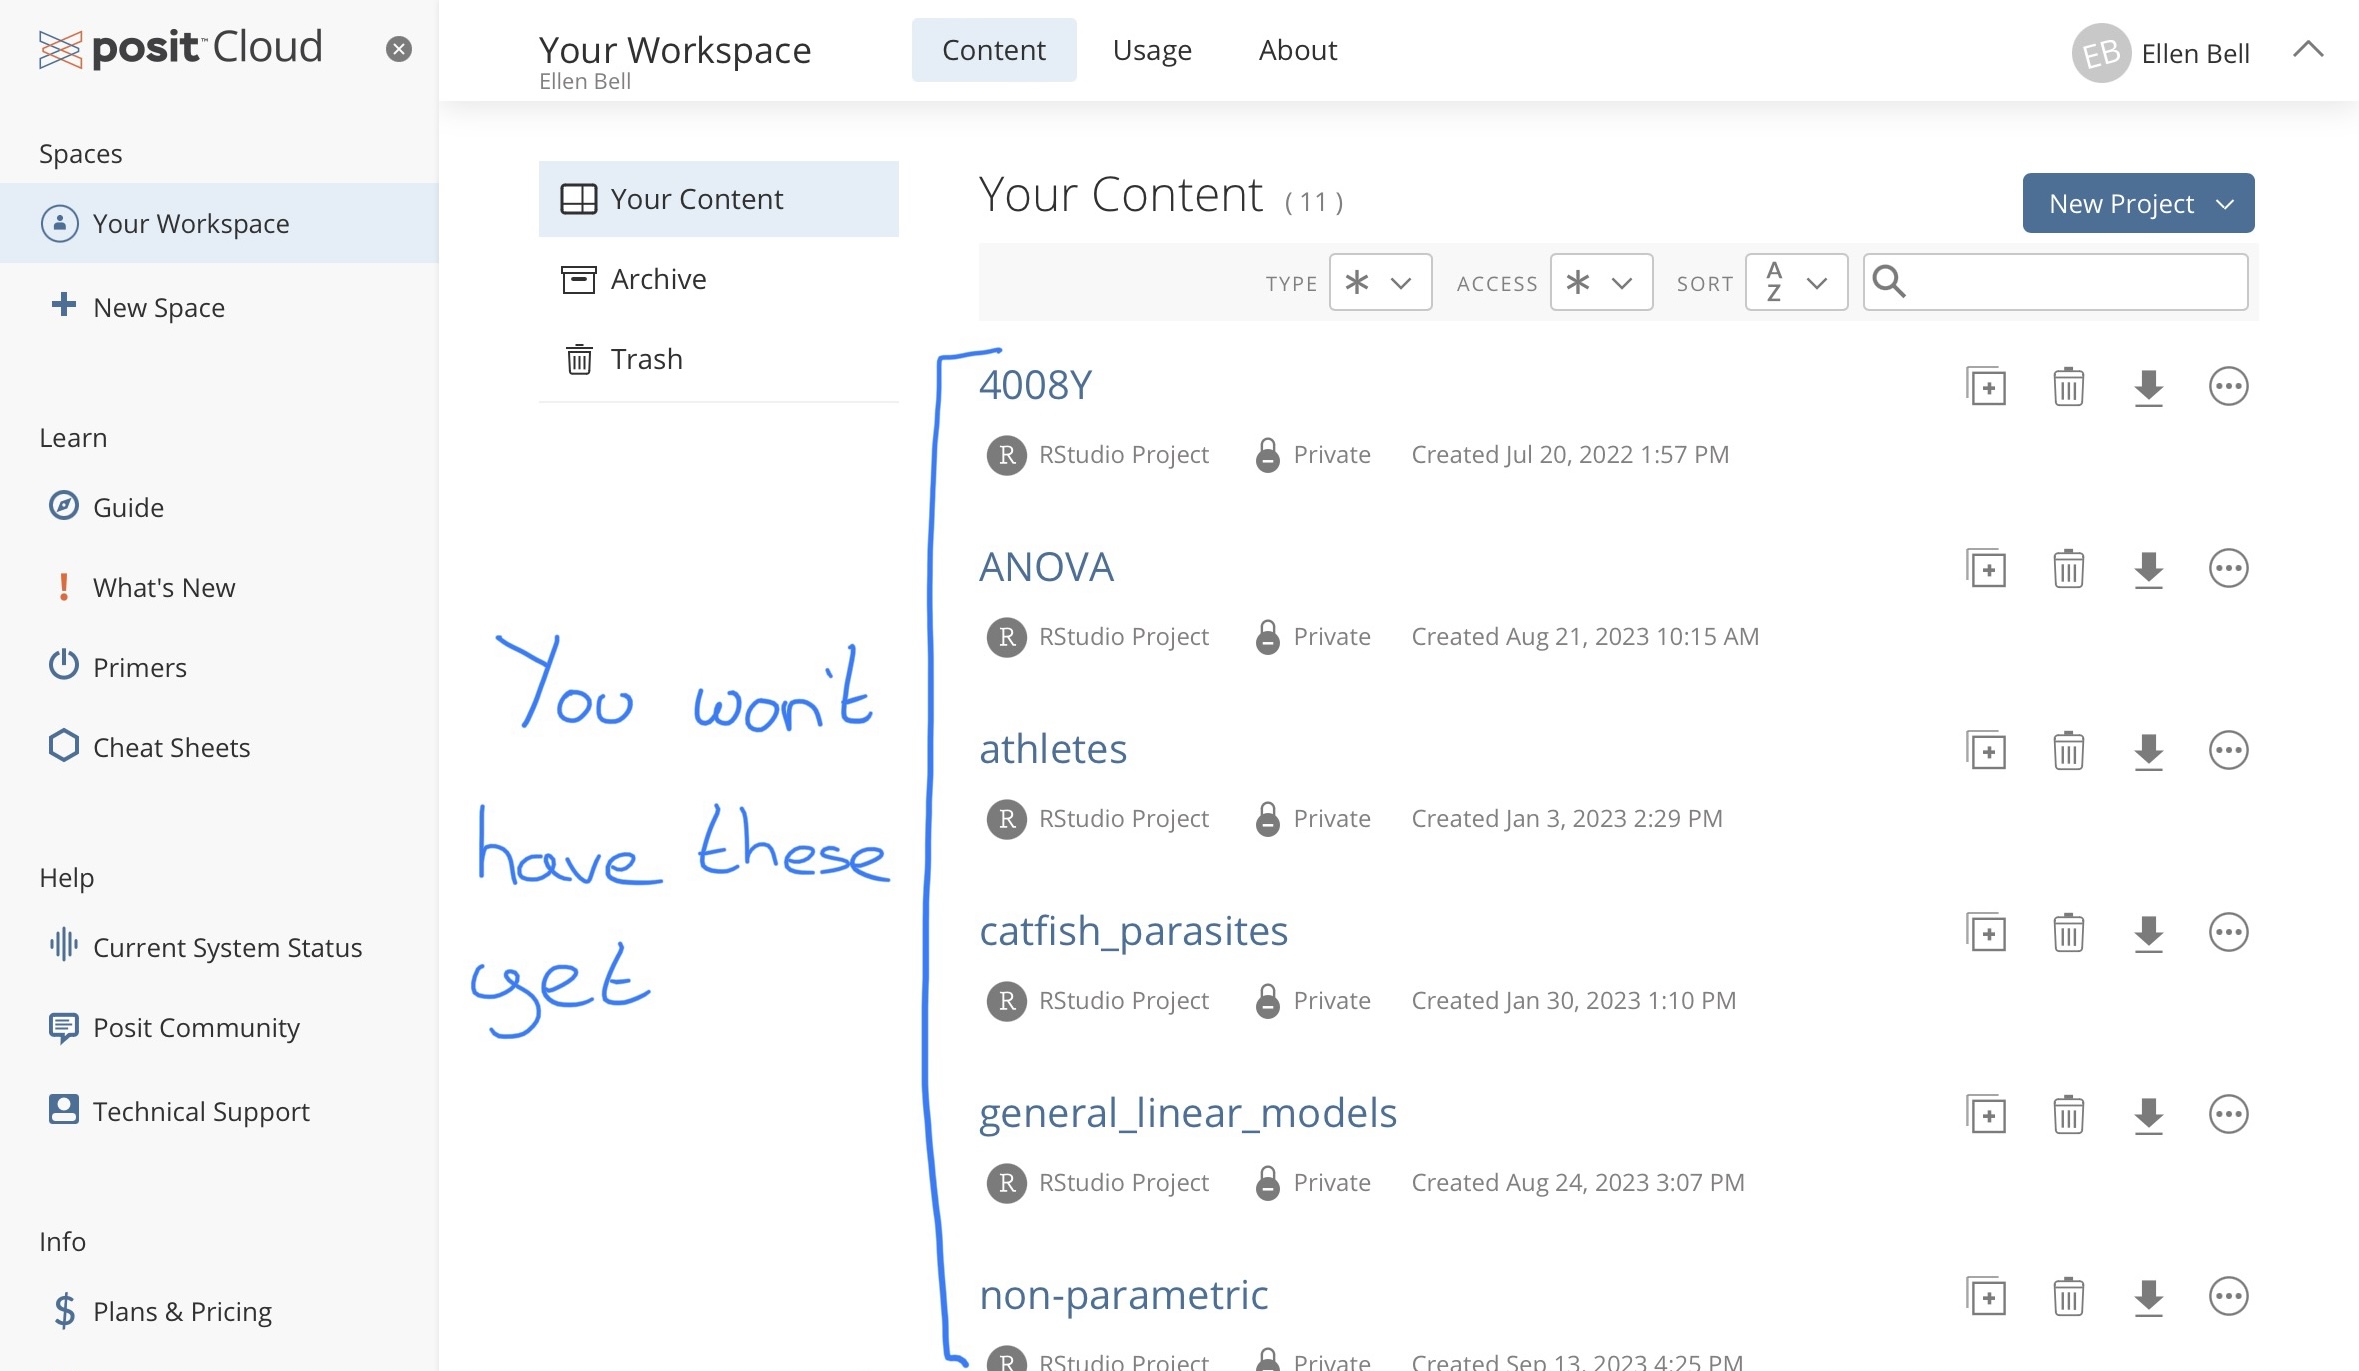 posit™ Cloud
Your Workspace
Ellen Bell
Content
Usage
About
EB
Ellen Bell
Spaces
Your Workspace
New Space
Learn
Guide
What's New
Primers
Cheat Sheets
Help
Current System Status
Posit Community
Technical Support
Info
Plans & Pricing
Your Content
Archive
Trash
Your Content ( 11 )
New Project
TYPE * ACCESS * SORT A Z
4008Y
R RStudio Project Private Created Jul 20, 2022 1:57 PM
ANOVA
R RStudio Project Private Created Aug 21, 2023 10:15 AM
athletes
R RStudio Project Private Created Jan 3, 2023 2:29 PM
catfish_parasites
R RStudio Project Private Created Jan 30, 2023 1:10 PM
general_linear_models
R RStudio Project Private Created Aug 24, 2023 3:07 PM
non-parametric
R RStudio Project Private Created Sep 13, 2023 4:25 PM
You won't
have these
yet